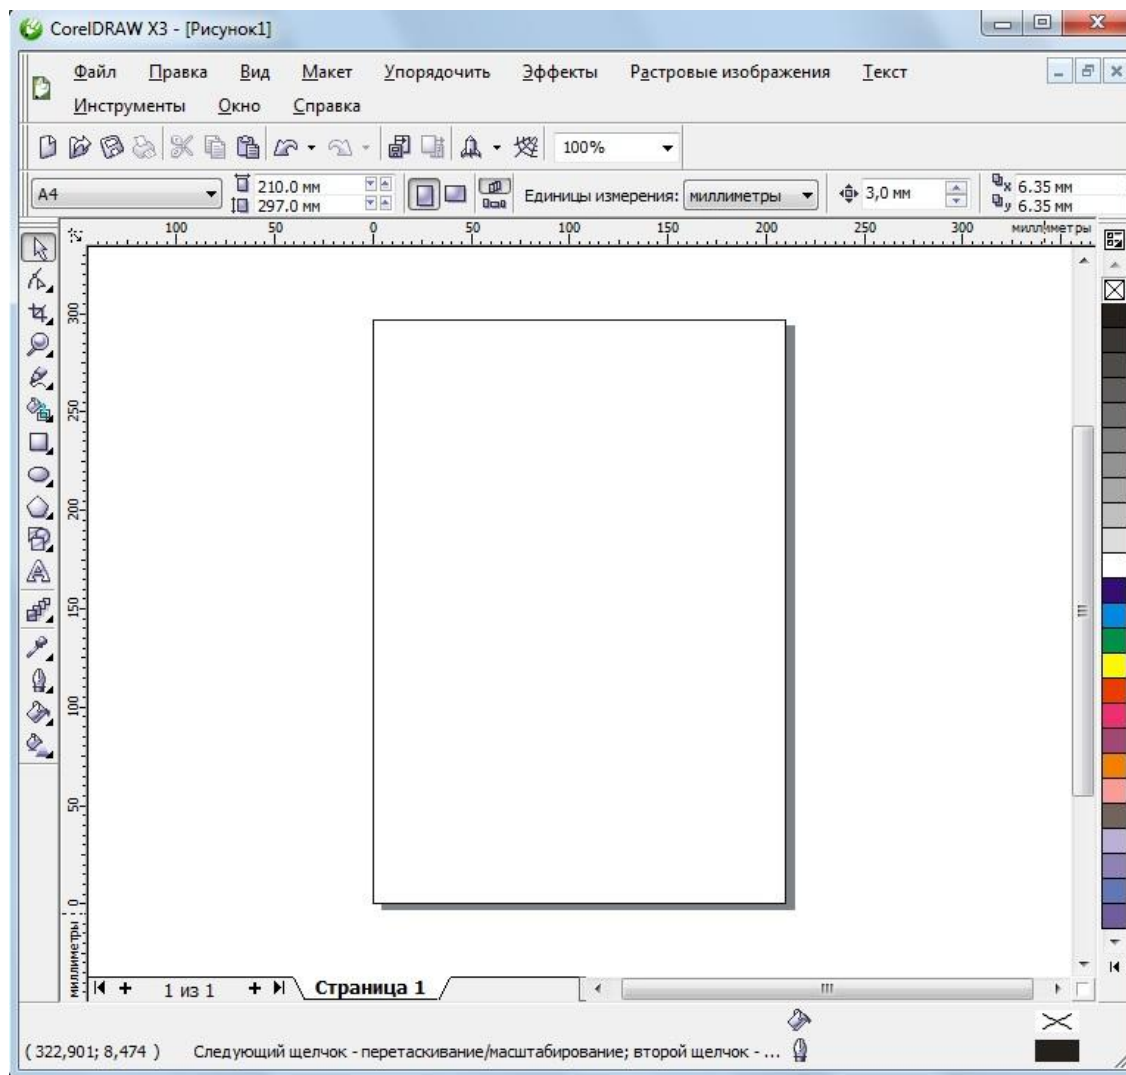 CorelDRAW X3 - [Рисунок1]
Файл Правка Вид Макет Упорядочить Эффекты Растровые изображения Текст
Инструменты Окно Справка
100%
A4 210.0 мм 297.0 мм Единицы измерения: миллиметры 3,0 мм x 6.35 мм y 6.35 мм
100 50 0 50 100 150 200 250 300 миллиметры
300
250
200
150
100
50
0
миллиметры
1 из 1 Страница 1
( 322,901; 8,474 ) Следующий щелчок - перетаскивание/масштабирование; второй щелчок - ...